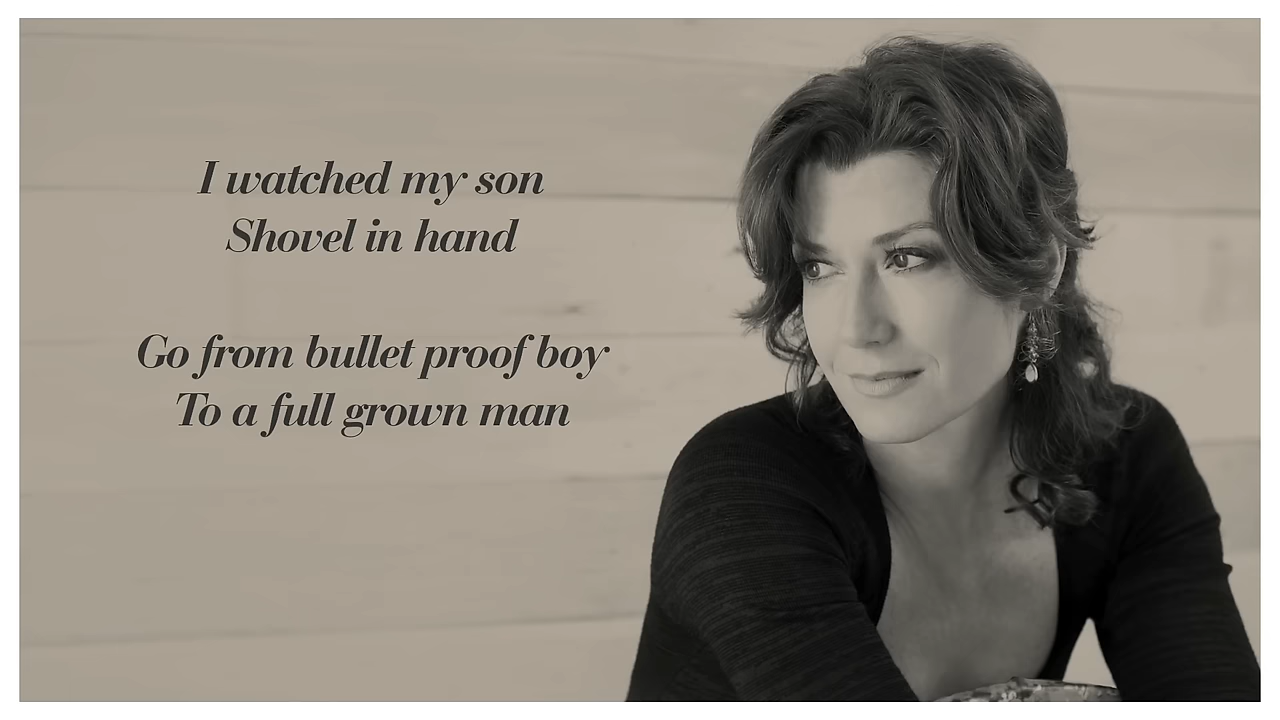 I watched my son
Shovel in hand
Go from bullet proof boy
To a full grown man